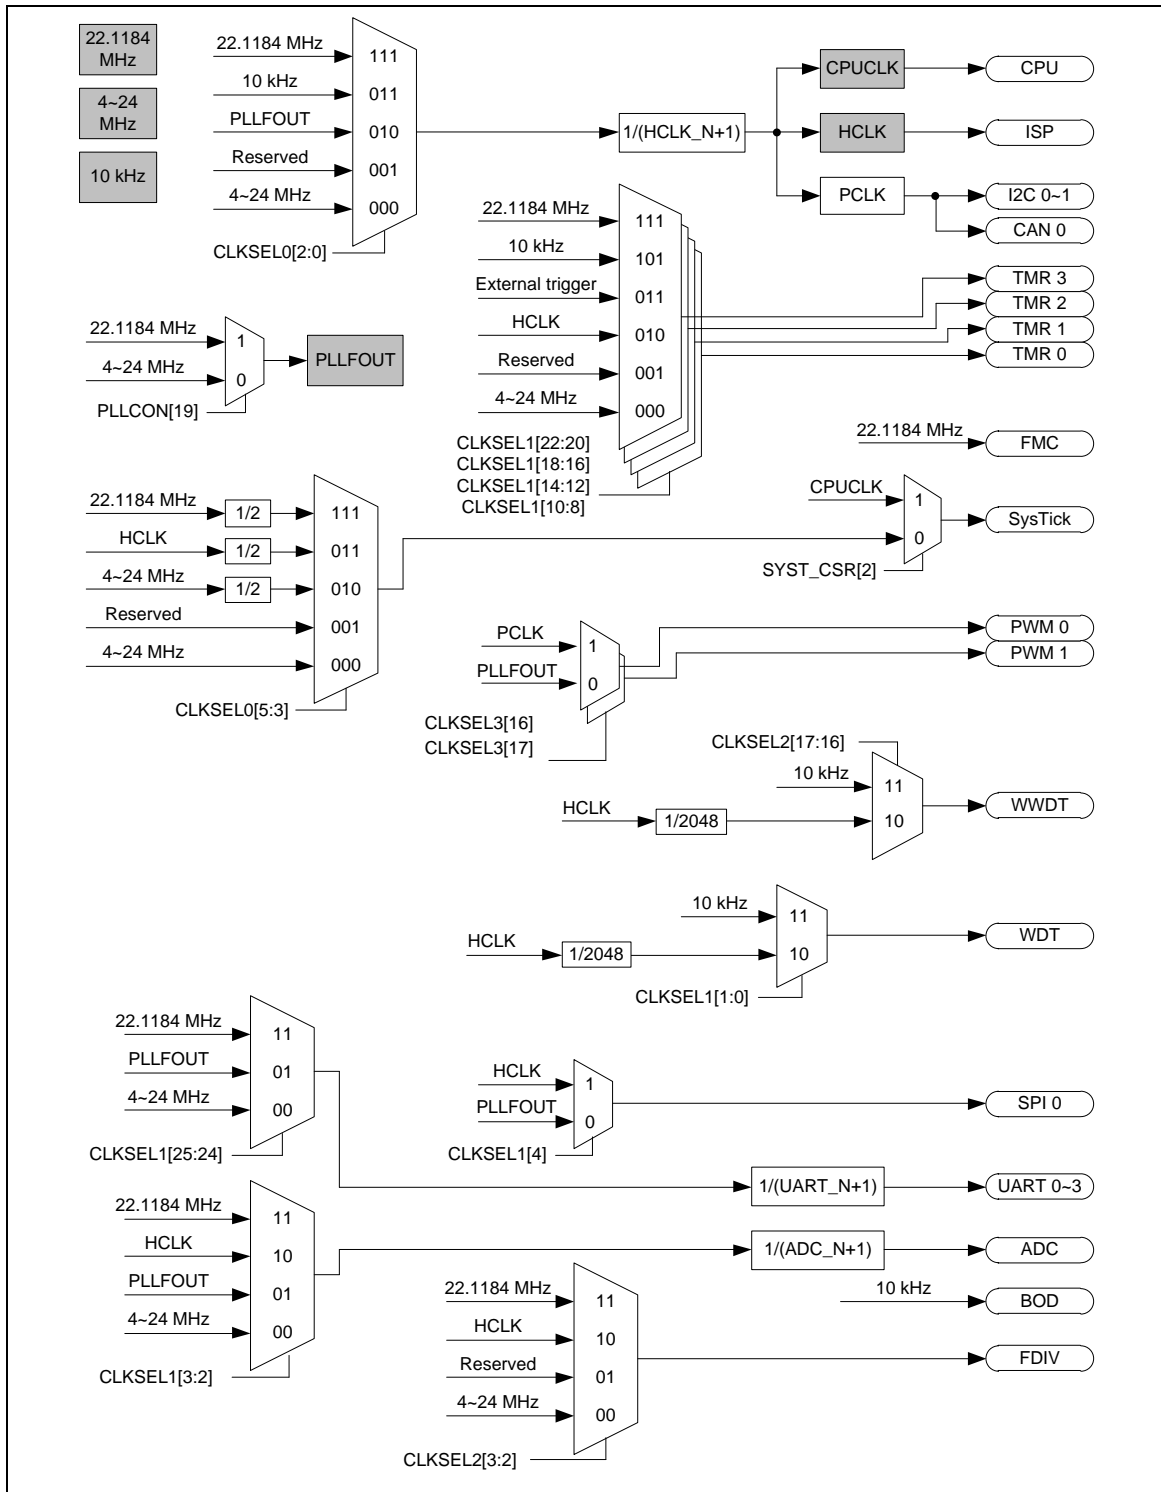 22.1184
MHz
4~24
MHz
10 kHz
22.1184 MHz
111
10 kHz
011
PLLFOUT
010
Reserved
001
4~24 MHz
000
CLKSEL0[2:0]
1/(HCLK_N+1)
CPUCLK
CPU
HCLK
ISP
PCLK
I2C 0~1
CAN 0
22.1184 MHz
111
10 kHz
101
External trigger
011
HCLK
010
Reserved
001
4~24 MHz
000
CLKSEL1[22:20]
CLKSEL1[18:16]
CLKSEL1[14:12]
CLKSEL1[10:8]
TMR 3
TMR 2
TMR 1
TMR 0
22.1184 MHz
1
4~24 MHz
0
PLLCON[19]
PLLFOUT
22.1184 MHz
FMC
22.1184 MHz
1/2
111
HCLK
1/2
011
4~24 MHz
1/2
010
Reserved
001
4~24 MHz
000
CLKSEL0[5:3]
CPUCLK
1
0
SYST_CSR[2]
SysTick
PCLK
1
PLLFOUT
0
CLKSEL3[16]
CLKSEL3[17]
PWM 0
PWM 1
CLKSEL2[17:16]
10 kHz
11
HCLK
1/2048
10
WWDT
10 kHz
11
HCLK
1/2048
10
CLKSEL1[1:0]
WDT
22.1184 MHz
11
PLLFOUT
01
4~24 MHz
00
CLKSEL1[25:24]
HCLK
1
PLLFOUT
0
CLKSEL1[4]
SPI 0
1/(UART_N+1)
UART 0~3
22.1184 MHz
11
HCLK
10
PLLFOUT
01
4~24 MHz
00
CLKSEL1[3:2]
1/(ADC_N+1)
ADC
10 kHz
BOD
22.1184 MHz
11
HCLK
10
Reserved
01
4~24 MHz
00
CLKSEL2[3:2]
FDIV